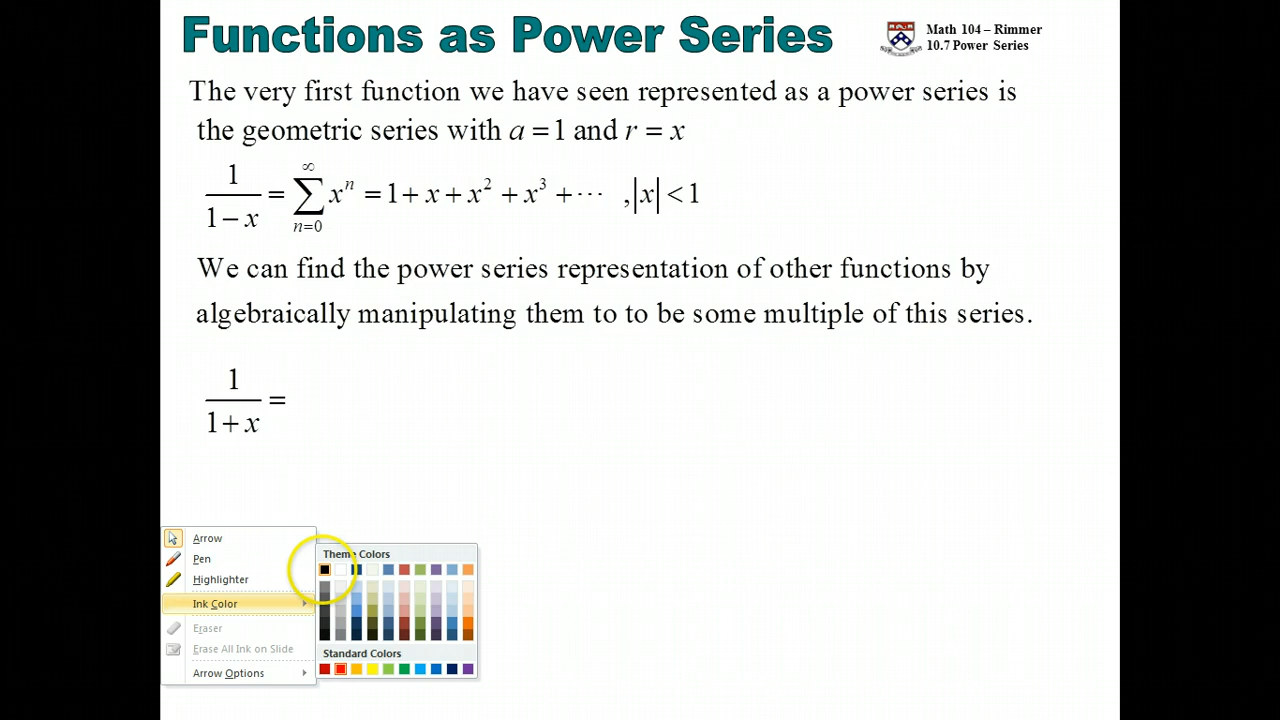 Functions as Power Series
Math 104 – Rimmer
10.7 Power Series
The very first function we have seen represented as a power series is
the geometric series with a = 1 and r = x
1/(1 − x) = ∑_{n=0}^{∞} x^n = 1 + x + x^2 + x^3 + ⋯ , |x| < 1
We can find the power series representation of other functions by
algebraically manipulating them to to be some multiple of this series.
1/(1 + x) =
Arrow
Pen
Highlighter
Ink Color
Eraser
Erase All Ink on Slide
Arrow Options
Theme Colors
Standard Colors